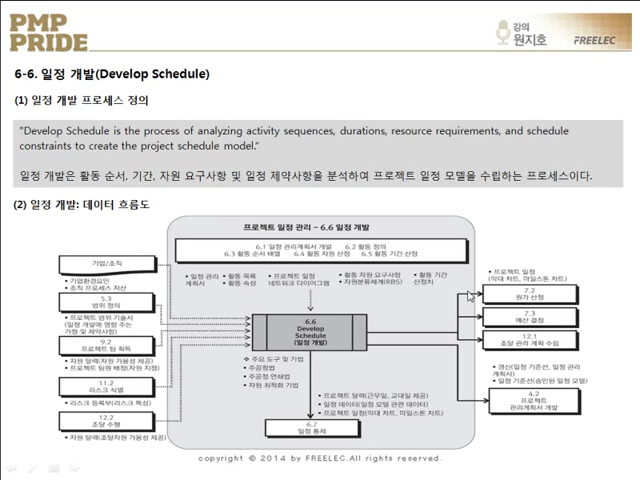 PMP
PRIDE
강의
원지호
FREELEC
6-6. 일정 개발(Develop Schedule)
(1) 일정 개발 프로세스 정의
"Develop Schedule is the process of analyzing activity sequences, durations, resource requirements, and schedule
constraints to create the project schedule model."
일정 개발은 활동 순서, 기간, 자원 요구사항 및 일정 제약사항을 분석하여 프로젝트 일정 모델을 수립하는 프로세스이다.
(2) 일정 개발: 데이터 흐름도
프로젝트 일정 관리 – 6.6 일정 개발
6.1 일정 관리계획서 개발 6.2 활동 정의
6.3 활동 순서 배열 6.4 활동 자원 산정 6.5 활동 기간 산정
• 일정 관리
계획서
• 활동 목록
• 활동 속성
• 프로젝트 일정
네트워크 다이어그램
• 활동 자원 요구사항
• 자원분류체계(RBS)
• 활동 기간
산정치
기업/조직
• 기업환경요인
• 조직 프로세스 자산
5.3
범위 정의
• 프로젝트 범위 기술서
(일정 개발에 영향 주는
가정 및 제약사항)
9.2
프로젝트 팀 획득
• 자원 달력(자원 가용성 제공)
• 프로젝트 팀원 배정(자원 지정)
11.2
리스크 식별
• 리스크 등록부(리스크 특성)
12.2
조달 수행
• 자원 달력(조달자원 가용성 제공)
6.6
Develop
Schedule
(일정 개발)
❖ 주요 도구 및 기법
• 주공정법
• 주공정 연쇄법
• 자원 최적화 기법
• 프로젝트 달력(근무일, 교대일 제공)
• 일정 데이터(일정 모델 관련 데이터)
• 프로젝트 일정(막대 차트, 마일스톤 차트)
6.7
일정 통제
• 프로젝트 일정
(막대 차트, 마일스톤 차트)
7.2
원가 산정
7.3
예산 결정
12.1
조달 관리 계획 수립
• 갱신(일정 기준선, 일정 관리
계획서)
• 일정 기준선(승인된 일정 모델)
4.2
프로젝트
관리계획서 개발
copyright © 2014 by FREELEC.All rights reserved.